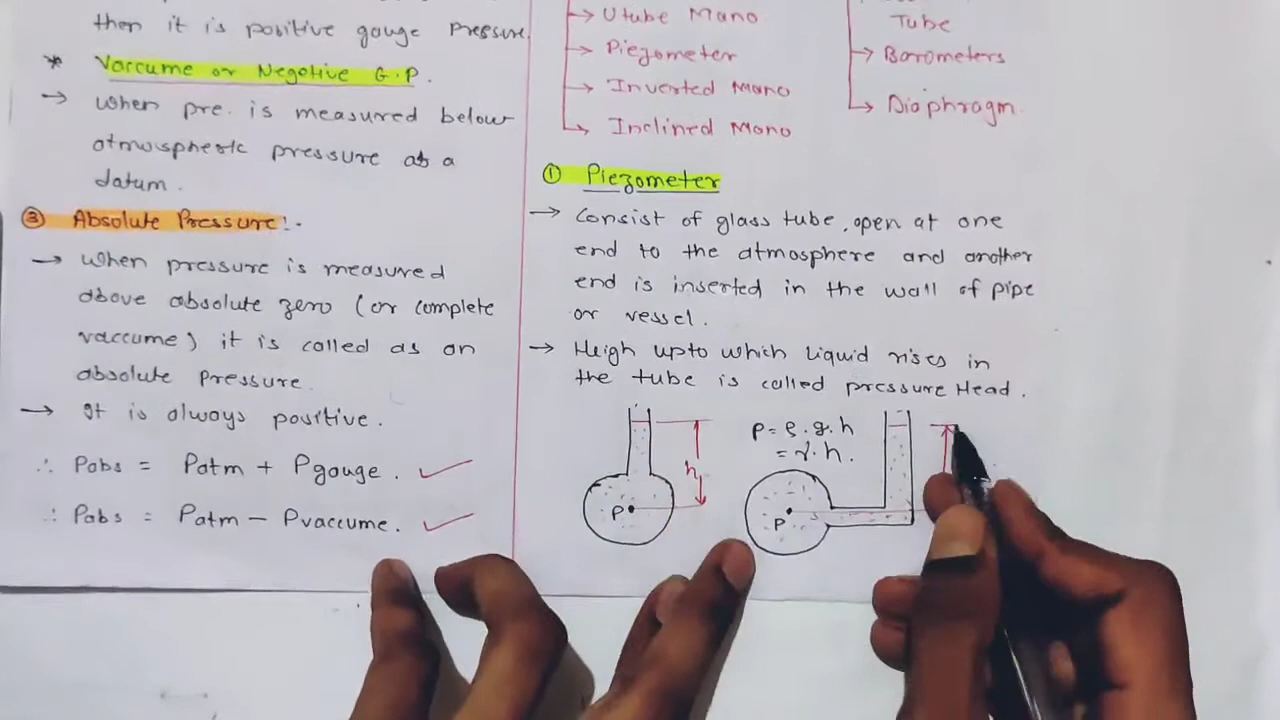 then it is positive gauge pressure.
* Vaccume or Negative G.P.
→ when pre. is measured below
atmospheric pressure as a
datum.
③ Absolute Pressure:-
→ when pressure is measured
above absolute zero (or complete
vaccume) it is called as an
absolute pressure.
→ It is always positive.
∴ Pabs = Patm + Pgauge.
∴ Pabs = Patm - Pvaccume.
→ Utube Mano
→ Piezometer
→ Inverted Mano
→ Inclined Mano
Tube
→ Barometers
→ Diaphragm.
① Piezometer
→ Consist of glass tube, open at one
end to the atmosphere and another
end is inserted in the wall of pipe
or vessel.
→ Heigh upto which liquid rises in
the tube is called pressure Head.
h
P
P = ρ.g.h
= γ.h.
P